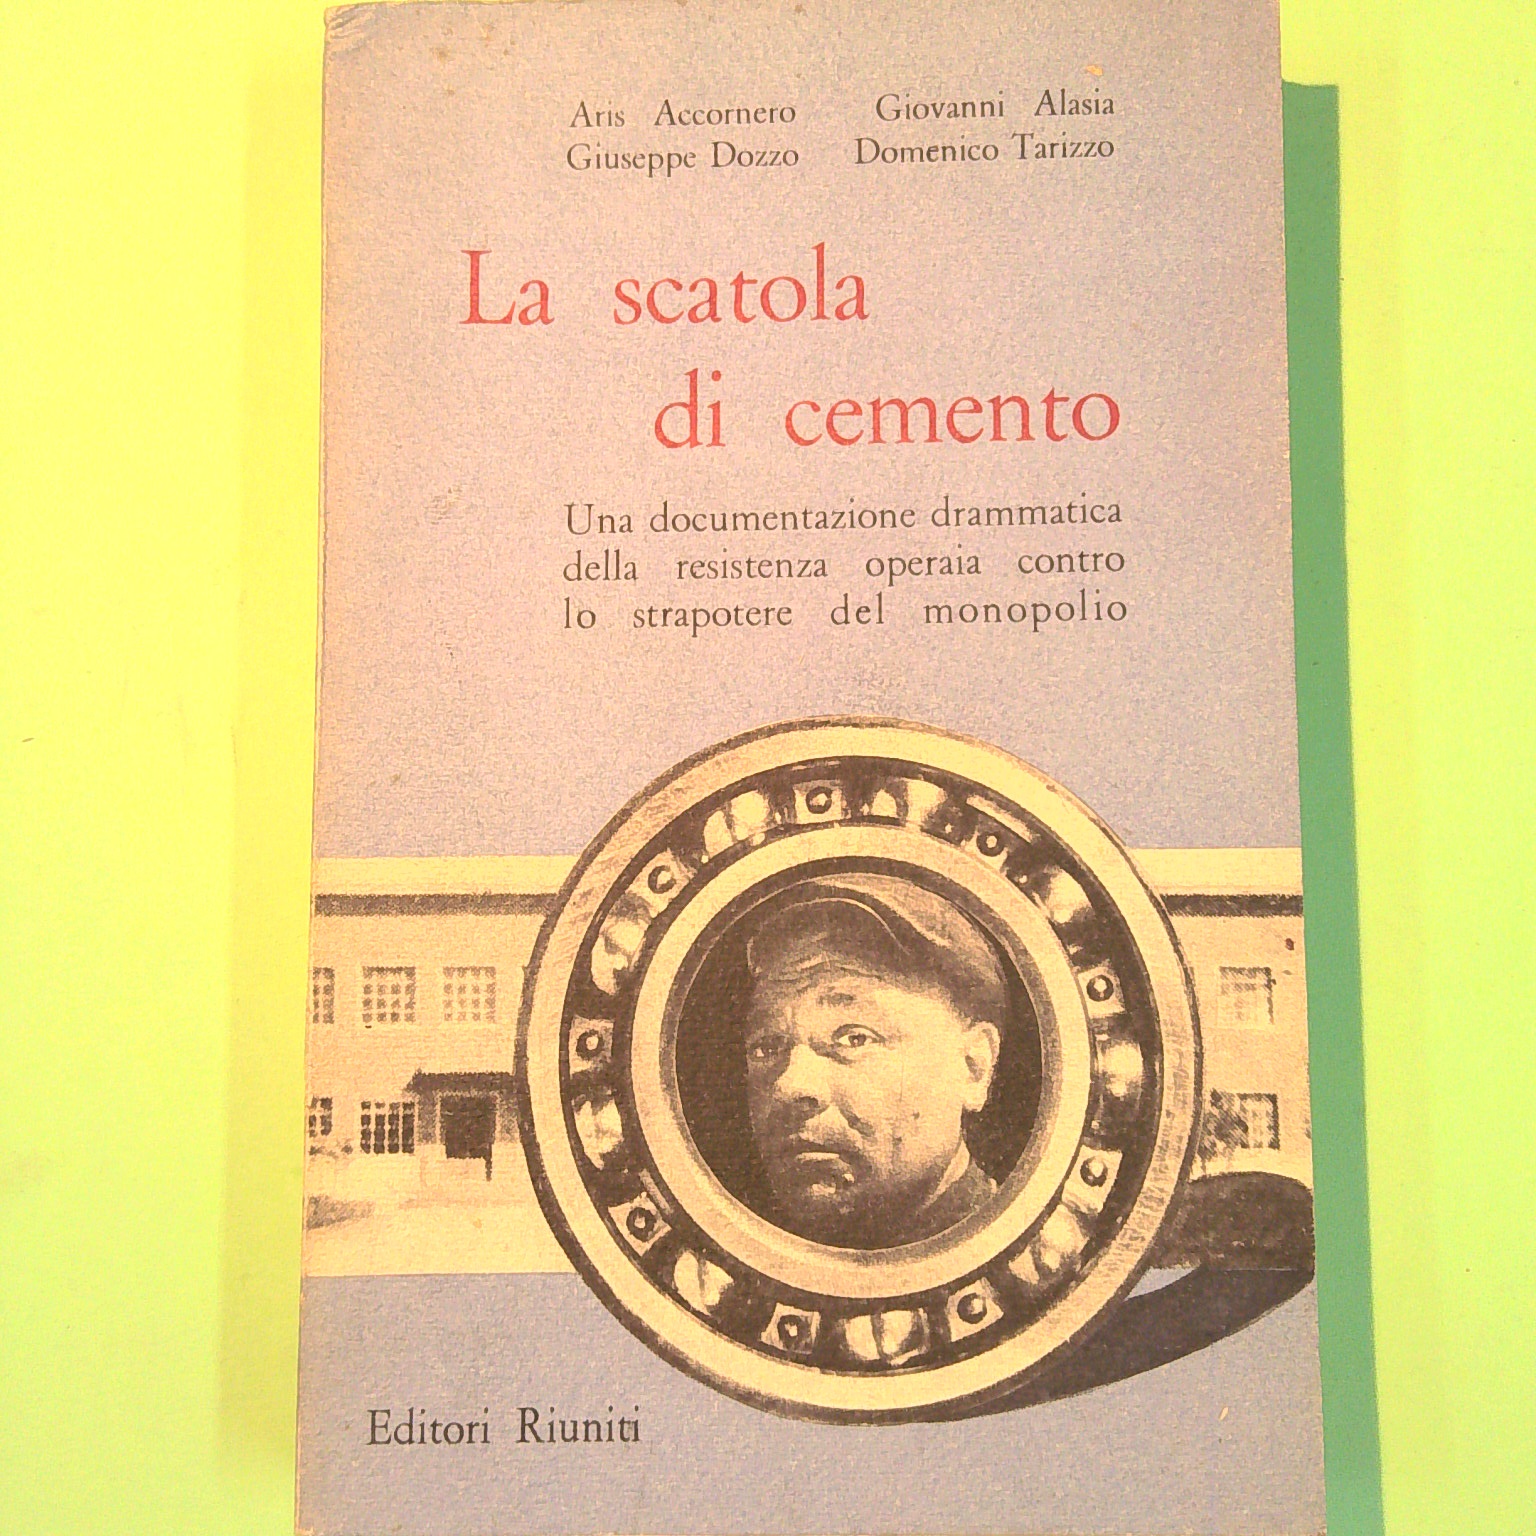 Aris Accornero Giovanni Alasia
Giuseppe Dozzo Domenico Tarizzo
La scatola
di cemento
Una documentazione drammatica
della resistenza operaia contro
lo strapotere del monopolio
Editori Riuniti